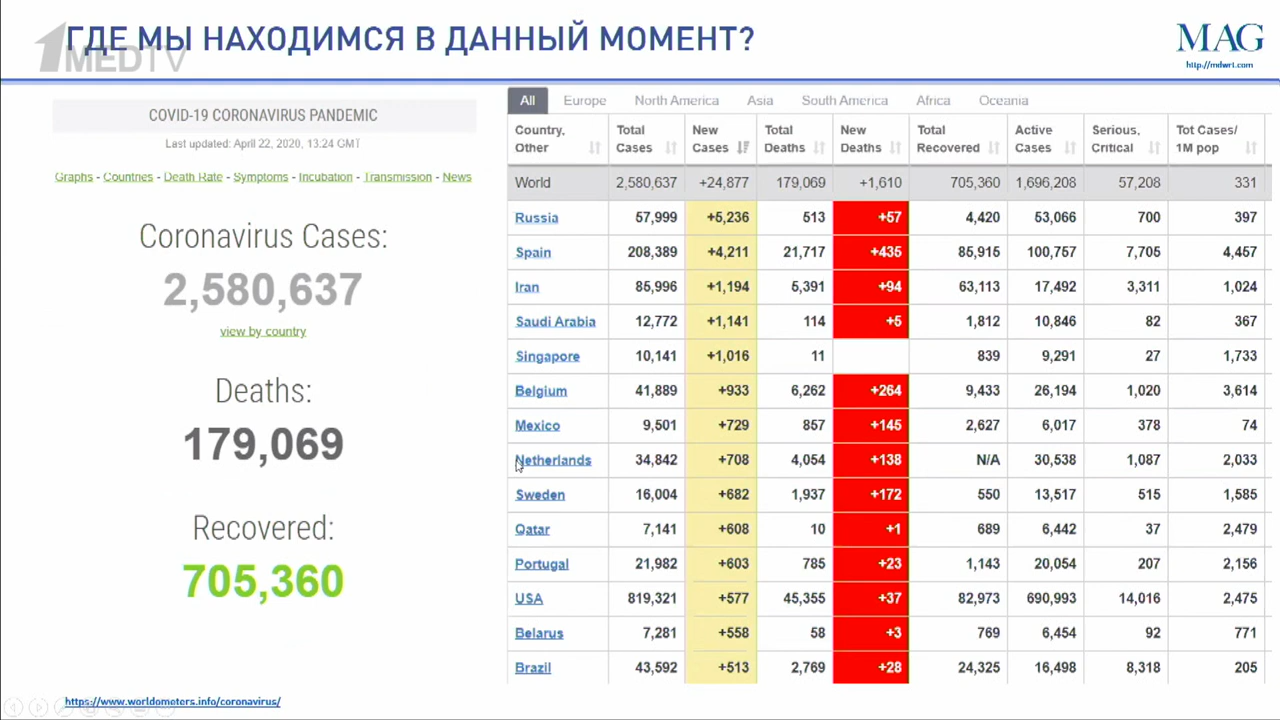 ГДЕ МЫ НАХОДИМСЯ В ДАННЫЙ МОМЕНТ?
1MEDTV
MAG
http://mdwrt.com
COVID-19 CORONAVIRUS PANDEMIC
Last updated: April 22, 2020, 13:24 GMT
Graphs - Countries - Death Rate - Symptoms - Incubation - Transmission - News
Coronavirus Cases:
2,580,637
view by country
Deaths:
179,069
Recovered:
705,360
https://www.worldometers.info/coronavirus/
All Europe North America Asia South America Africa Oceania
Country, Other Total Cases New Cases Total Deaths New Deaths Total Recovered Active Cases Serious, Critical Tot Cases/ 1M pop
World 2,580,637 +24,877 179,069 +1,610 705,360 1,696,208 57,208 331
Russia 57,999 +5,236 513 +57 4,420 53,066 700 397
Spain 208,389 +4,211 21,717 +435 85,915 100,757 7,705 4,457
Iran 85,996 +1,194 5,391 +94 63,113 17,492 3,311 1,024
Saudi Arabia 12,772 +1,141 114 +5 1,812 10,846 82 367
Singapore 10,141 +1,016 11 839 9,291 27 1,733
Belgium 41,889 +933 6,262 +264 9,433 26,194 1,020 3,614
Mexico 9,501 +729 857 +145 2,627 6,017 378 74
Netherlands 34,842 +708 4,054 +138 N/A 30,538 1,087 2,033
Sweden 16,004 +682 1,937 +172 550 13,517 515 1,585
Qatar 7,141 +608 10 +1 689 6,442 37 2,479
Portugal 21,982 +603 785 +23 1,143 20,054 207 2,156
USA 819,321 +577 45,355 +37 82,973 690,993 14,016 2,475
Belarus 7,281 +558 58 +3 769 6,454 92 771
Brazil 43,592 +513 2,769 +28 24,325 16,498 8,318 205